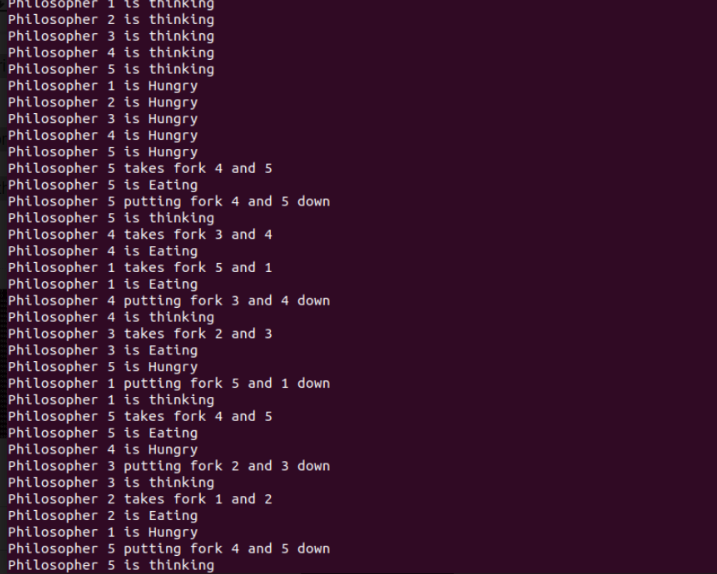 Philosopher 1 is thinking
Philosopher 2 is thinking
Philosopher 3 is thinking
Philosopher 4 is thinking
Philosopher 5 is thinking
Philosopher 1 is Hungry
Philosopher 2 is Hungry
Philosopher 3 is Hungry
Philosopher 4 is Hungry
Philosopher 5 is Hungry
Philosopher 5 takes fork 4 and 5
Philosopher 5 is Eating
Philosopher 5 putting fork 4 and 5 down
Philosopher 5 is thinking
Philosopher 4 takes fork 3 and 4
Philosopher 4 is Eating
Philosopher 1 takes fork 5 and 1
Philosopher 1 is Eating
Philosopher 4 putting fork 3 and 4 down
Philosopher 4 is thinking
Philosopher 3 takes fork 2 and 3
Philosopher 3 is Eating
Philosopher 5 is Hungry
Philosopher 1 putting fork 5 and 1 down
Philosopher 1 is thinking
Philosopher 5 takes fork 4 and 5
Philosopher 5 is Eating
Philosopher 4 is Hungry
Philosopher 3 putting fork 2 and 3 down
Philosopher 3 is thinking
Philosopher 2 takes fork 1 and 2
Philosopher 2 is Eating
Philosopher 1 is Hungry
Philosopher 5 putting fork 4 and 5 down
Philosopher 5 is thinking